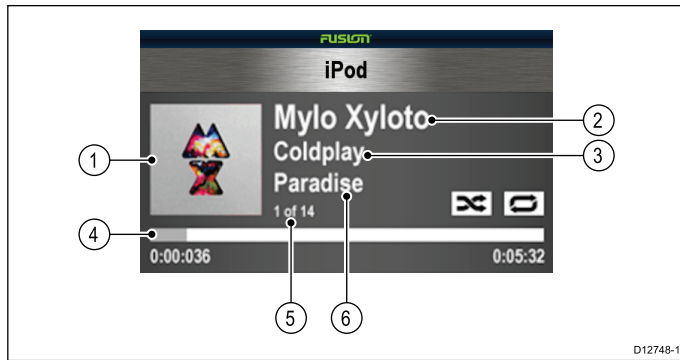 FUSION
iPod
Mylo Xyloto
Coldplay
Paradise
1 of 14
0:00:036
0:05:32
1
2
3
4
5
6
D12748-1